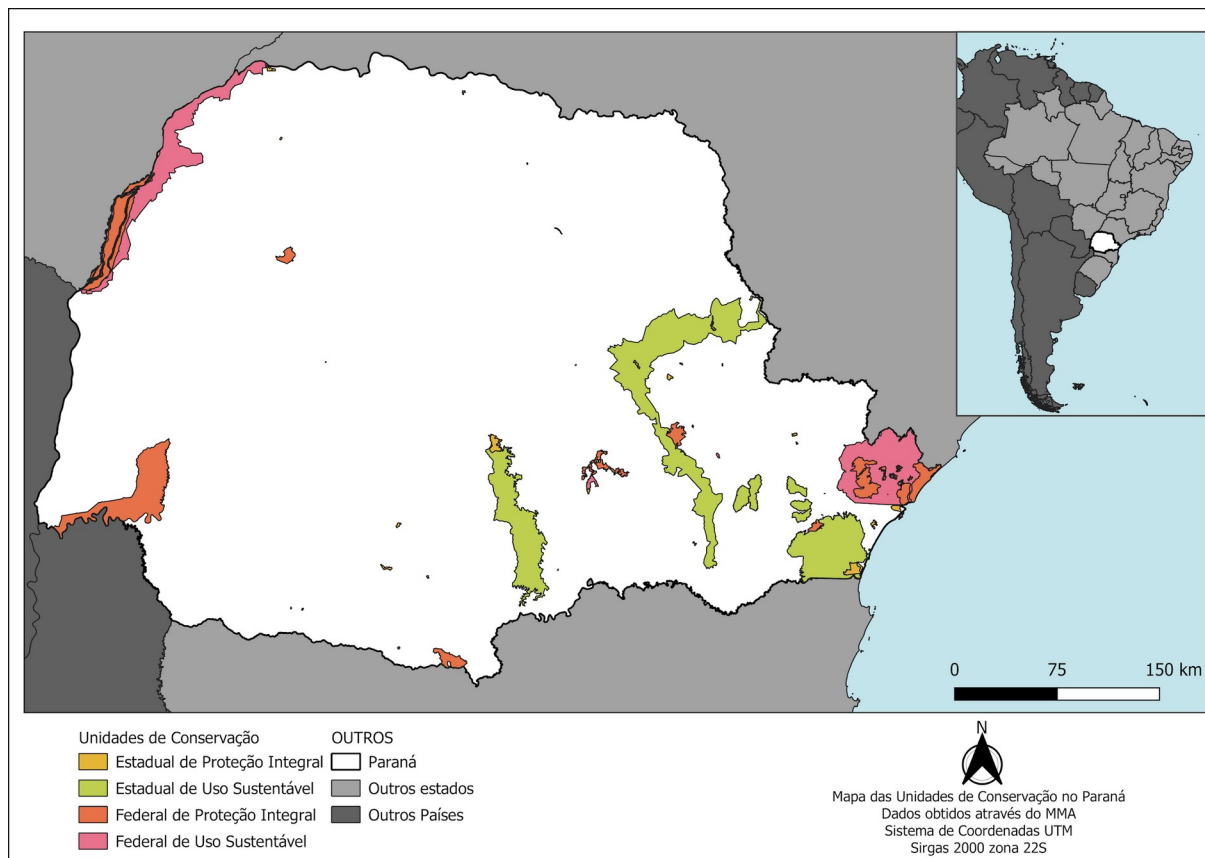 0 75 150 km
Unidades de Conservação
Estadual de Proteção Integral
Estadual de Uso Sustentável
Federal de Proteção Integral
Federal de Uso Sustentável
OUTROS
Paraná
Outros estados
Outros Países
N
Mapa das Unidades de Conservação no Paraná
Dados obtidos através do MMA
Sistema de Coordenadas UTM
Sirgas 2000 zona 22S